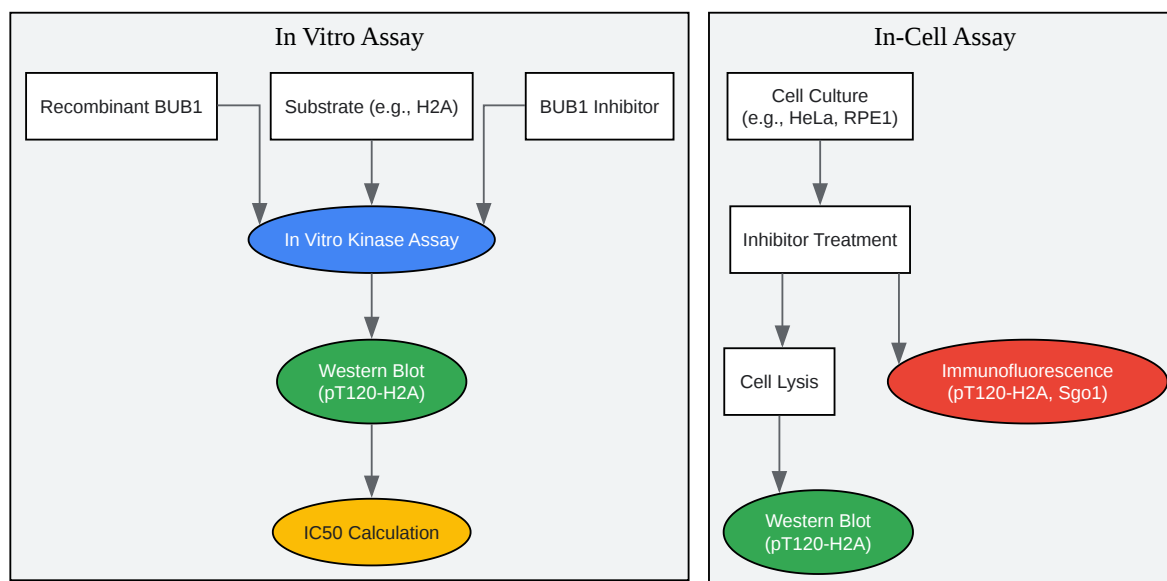 In Vitro Assay
Recombinant BUB1
Substrate (e.g., H2A)
BUB1 Inhibitor
In Vitro Kinase Assay
Western Blot
(pT120-H2A)
IC50 Calculation
In-Cell Assay
Cell Culture
(e.g., HeLa, RPE1)
Inhibitor Treatment
Cell Lysis
Immunofluorescence
(pT120-H2A, Sgo1)
Western Blot
(pT120-H2A)